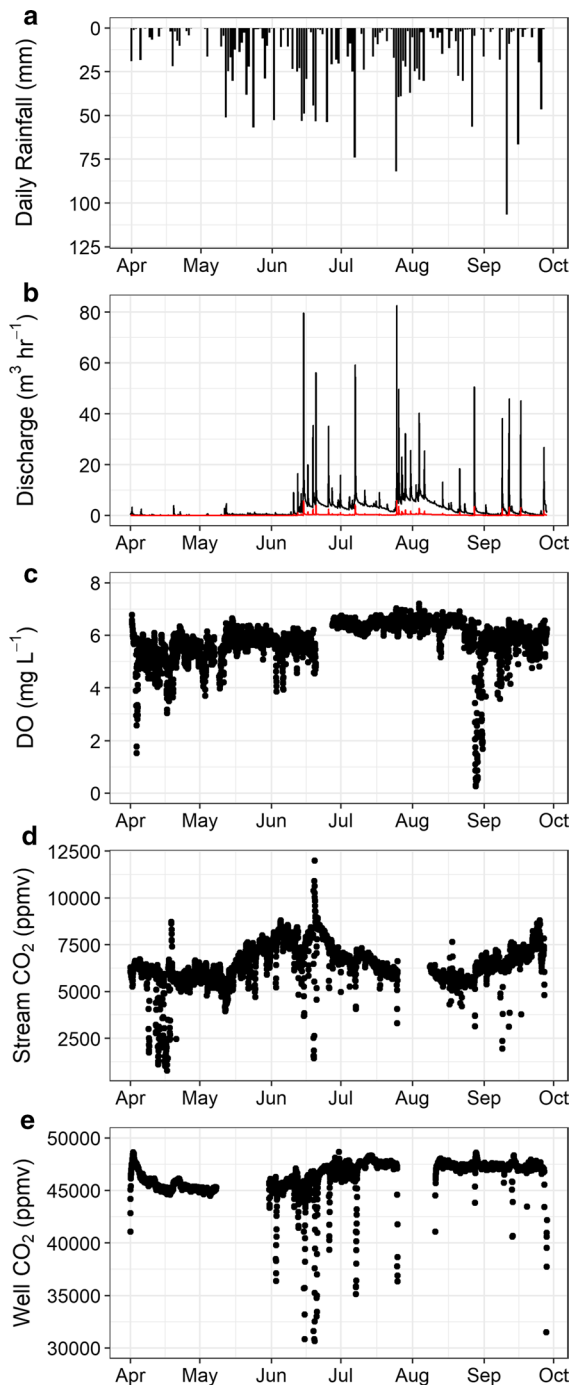 a
Daily Rainfall (mm)
0
25
50
75
100
125
Apr May Jun Jul Aug Sep Oct
b
Discharge (m³ hr⁻¹)
80
60
40
20
0
Apr May Jun Jul Aug Sep Oct
c
DO (mg L⁻¹)
8
6
4
2
0
Apr May Jun Jul Aug Sep Oct
d
Stream CO₂ (ppmv)
12500
10000
7500
5000
2500
Apr May Jun Jul Aug Sep Oct
e
Well CO₂ (ppmv)
50000
45000
40000
35000
30000
Apr May Jun Jul Aug Sep Oct